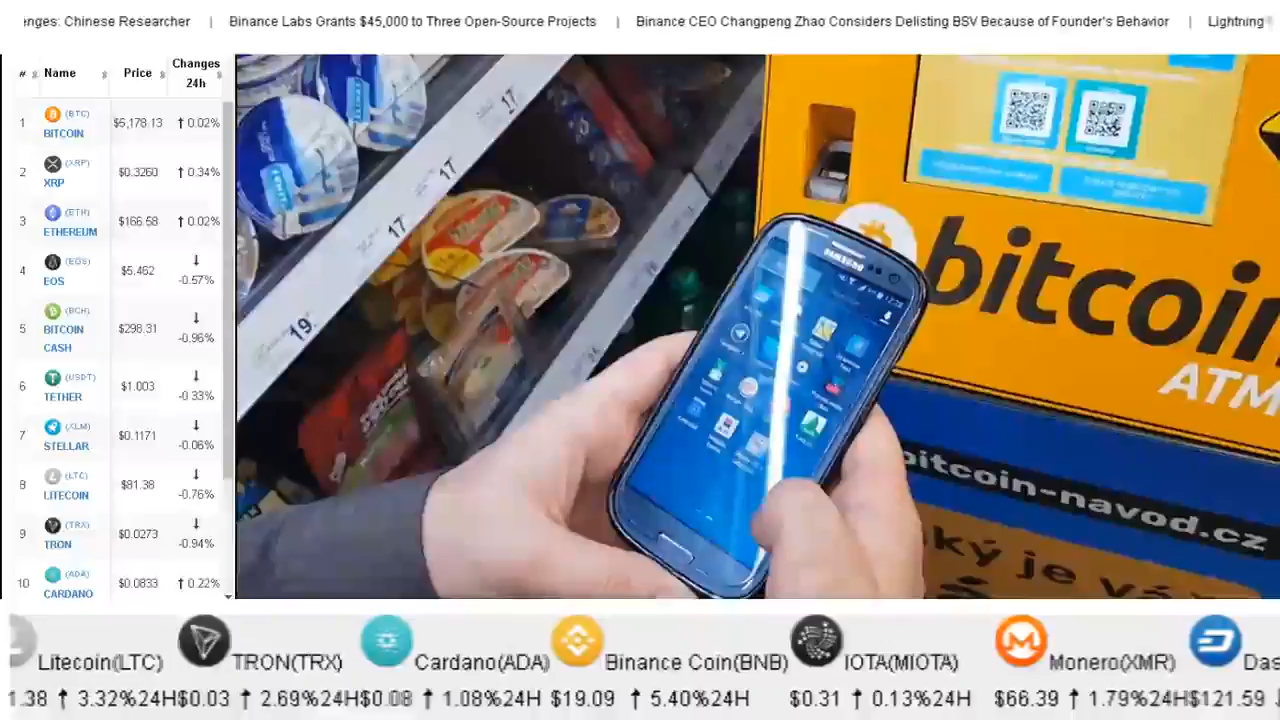 nges: Chinese Researcher | Binance Labs Grants $45,000 to Three Open-Source Projects | Binance CEO Changpeng Zhao Considers Delisting BSV Because of Founder's Behavior | Lightning
# Name Price Changes 24h
1 (BTC) BITCOIN $5,178.13 ↑ 0.02%
2 (XRP) XRP $0.3260 ↑ 0.34%
3 (ETH) ETHEREUM $166.58 ↑ 0.02%
4 (EOS) EOS $5.462 ↓ -0.57%
5 (BCH) BITCOIN CASH $298.31 ↓ -0.96%
6 (USDT) TETHER $1.003 ↓ -0.33%
7 (XLM) STELLAR $0.1171 ↓ -0.06%
8 (LTC) LITECOIN $81.38 ↓ -0.76%
9 (TRX) TRON $0.0273 ↓ -0.94%
10 (ADA) CARDANO $0.0833 ↑ 0.22%
17
17
17
19
SAMSUNG
bitcoin
ATM
bitcoin-navod.cz
ký je vá
Litecoin(LTC) TRON(TRX) Cardano(ADA) Binance Coin(BNB) IOTA(MIOTA) Monero(XMR) Das
1.38 ↑ 3.32%24H $0.03 ↑ 2.69%24H $0.08 ↑ 1.08%24H $19.09 ↑ 5.40%24H $0.31 ↑ 0.13%24H $66.39 ↑ 1.79%24H $121.59